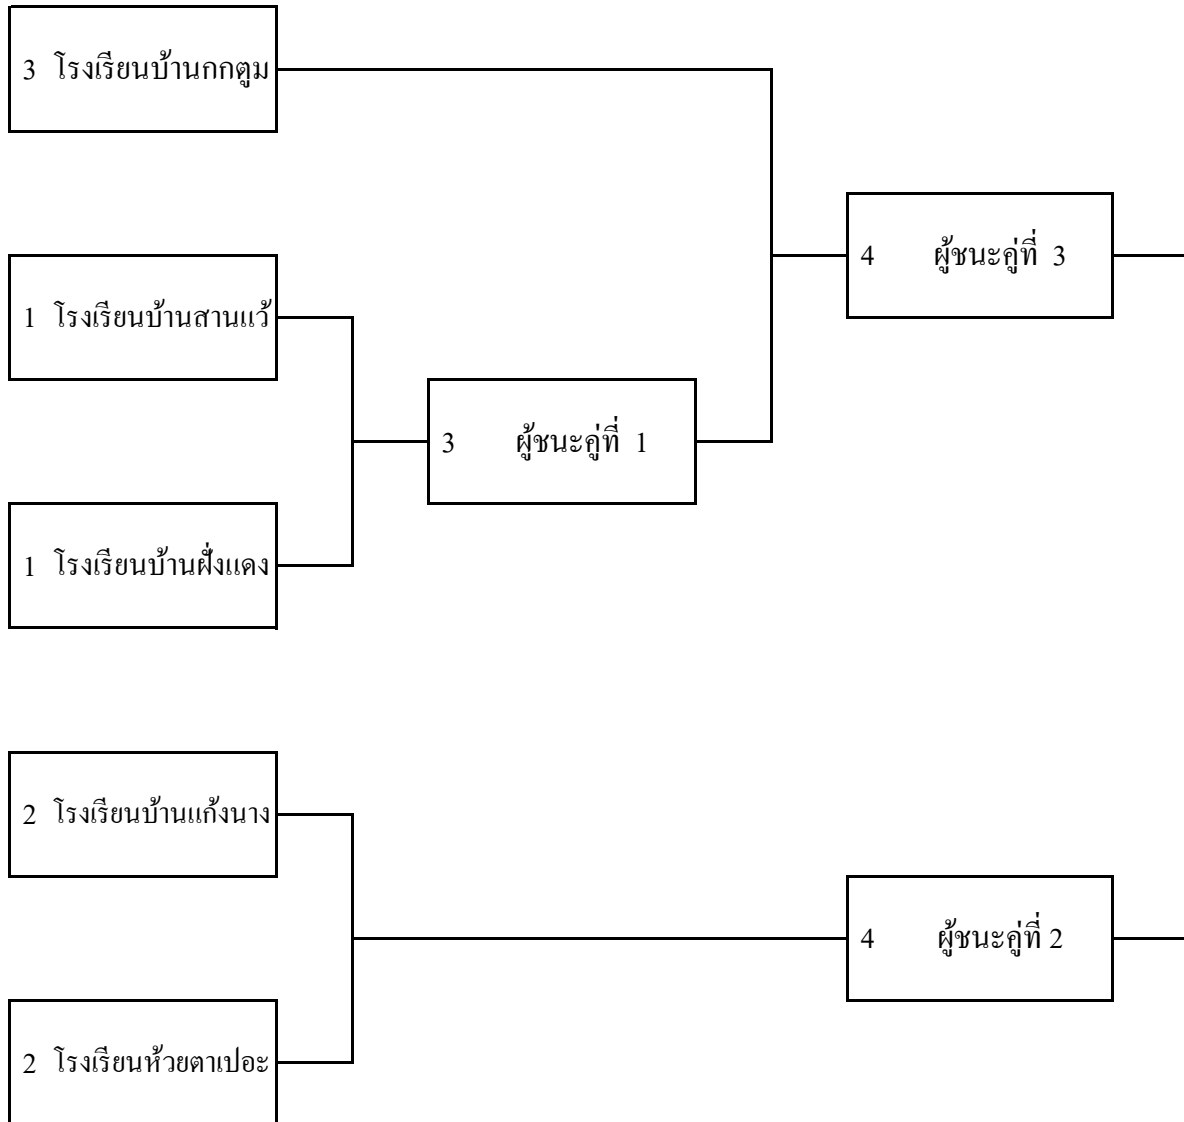 3 โรงเรียนบ้านกกตูม
4 ผู้ชนะคู่ที่ 3
1 โรงเรียนบ้านสานแว้
3 ผู้ชนะคู่ที่ 1
1 โรงเรียนบ้านฝั่งแดง
2 โรงเรียนบ้านแก้งนาง
4 ผู้ชนะคู่ที่ 2
2 โรงเรียนห้วยตาเปอะ